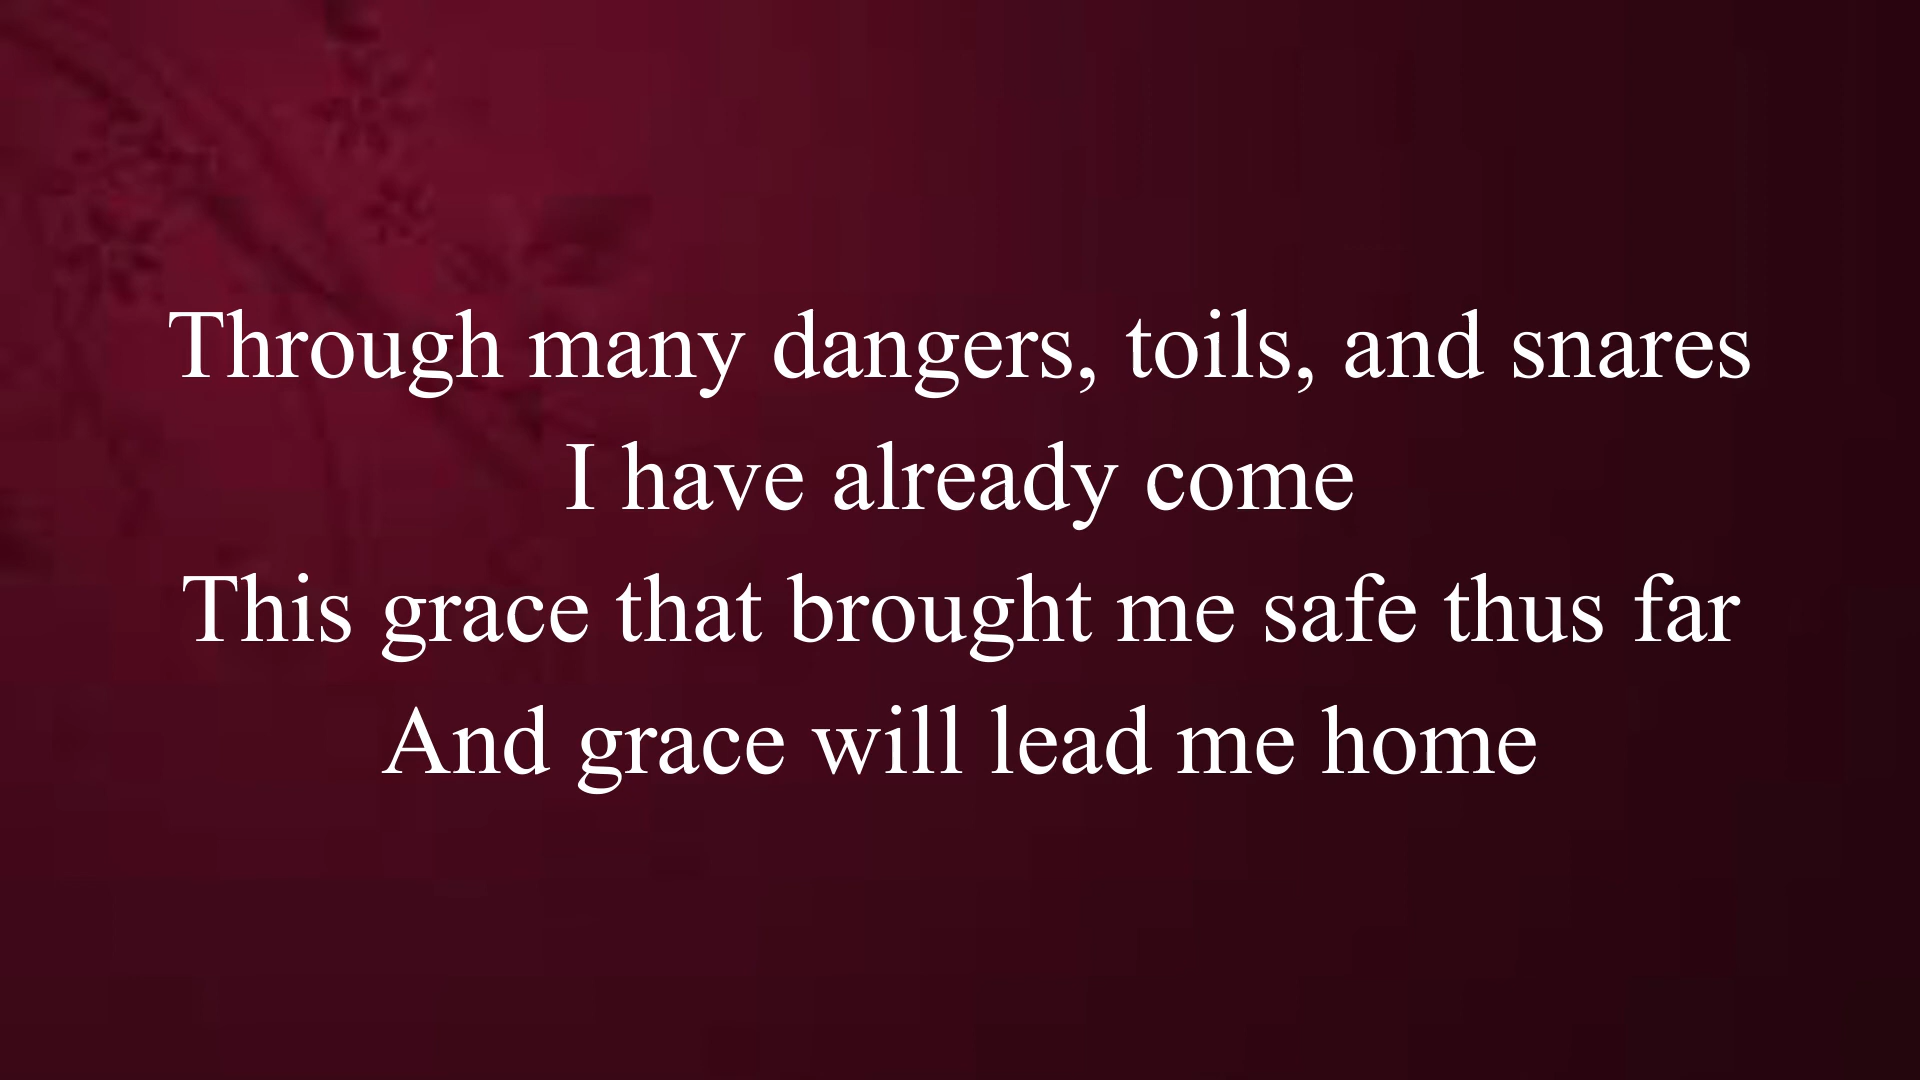 Through many dangers, toils, and snares
I have already come
This grace that brought me safe thus far
And grace will lead me home